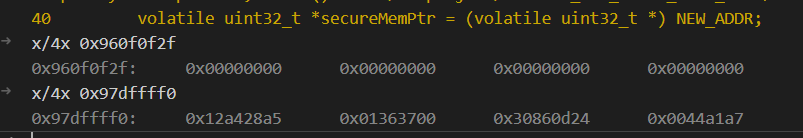 40 volatile uint32_t *secureMemPtr = (volatile uint32_t *) NEW_ADDR;
x/4x 0x960f0f2f
0x960f0f2f: 0x00000000 0x00000000 0x00000000 0x00000000
x/4x 0x97dffff0
0x97dffff0: 0x12a428a5 0x01363700 0x30860d24 0x0044a1a7